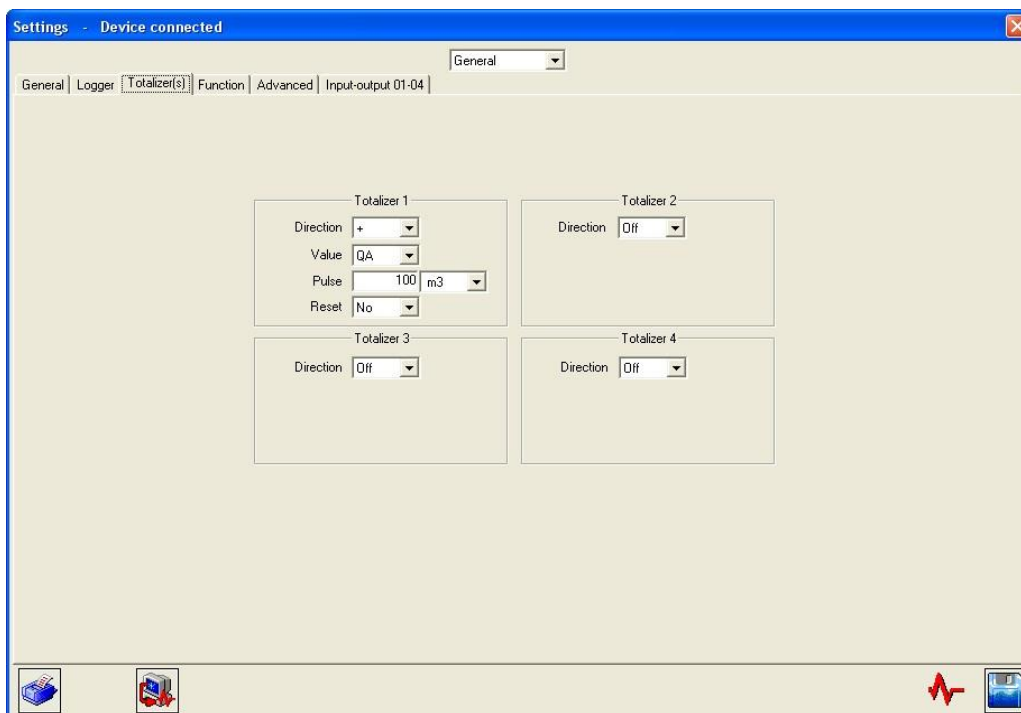 Settings - Device connected
General
General Logger Totalizer(s) Function Advanced Input-output 01-04
Totalizer 1
Direction +
Value QA
Pulse 100 m3
Reset No
Totalizer 2
Direction Off
Totalizer 3
Direction Off
Totalizer 4
Direction Off